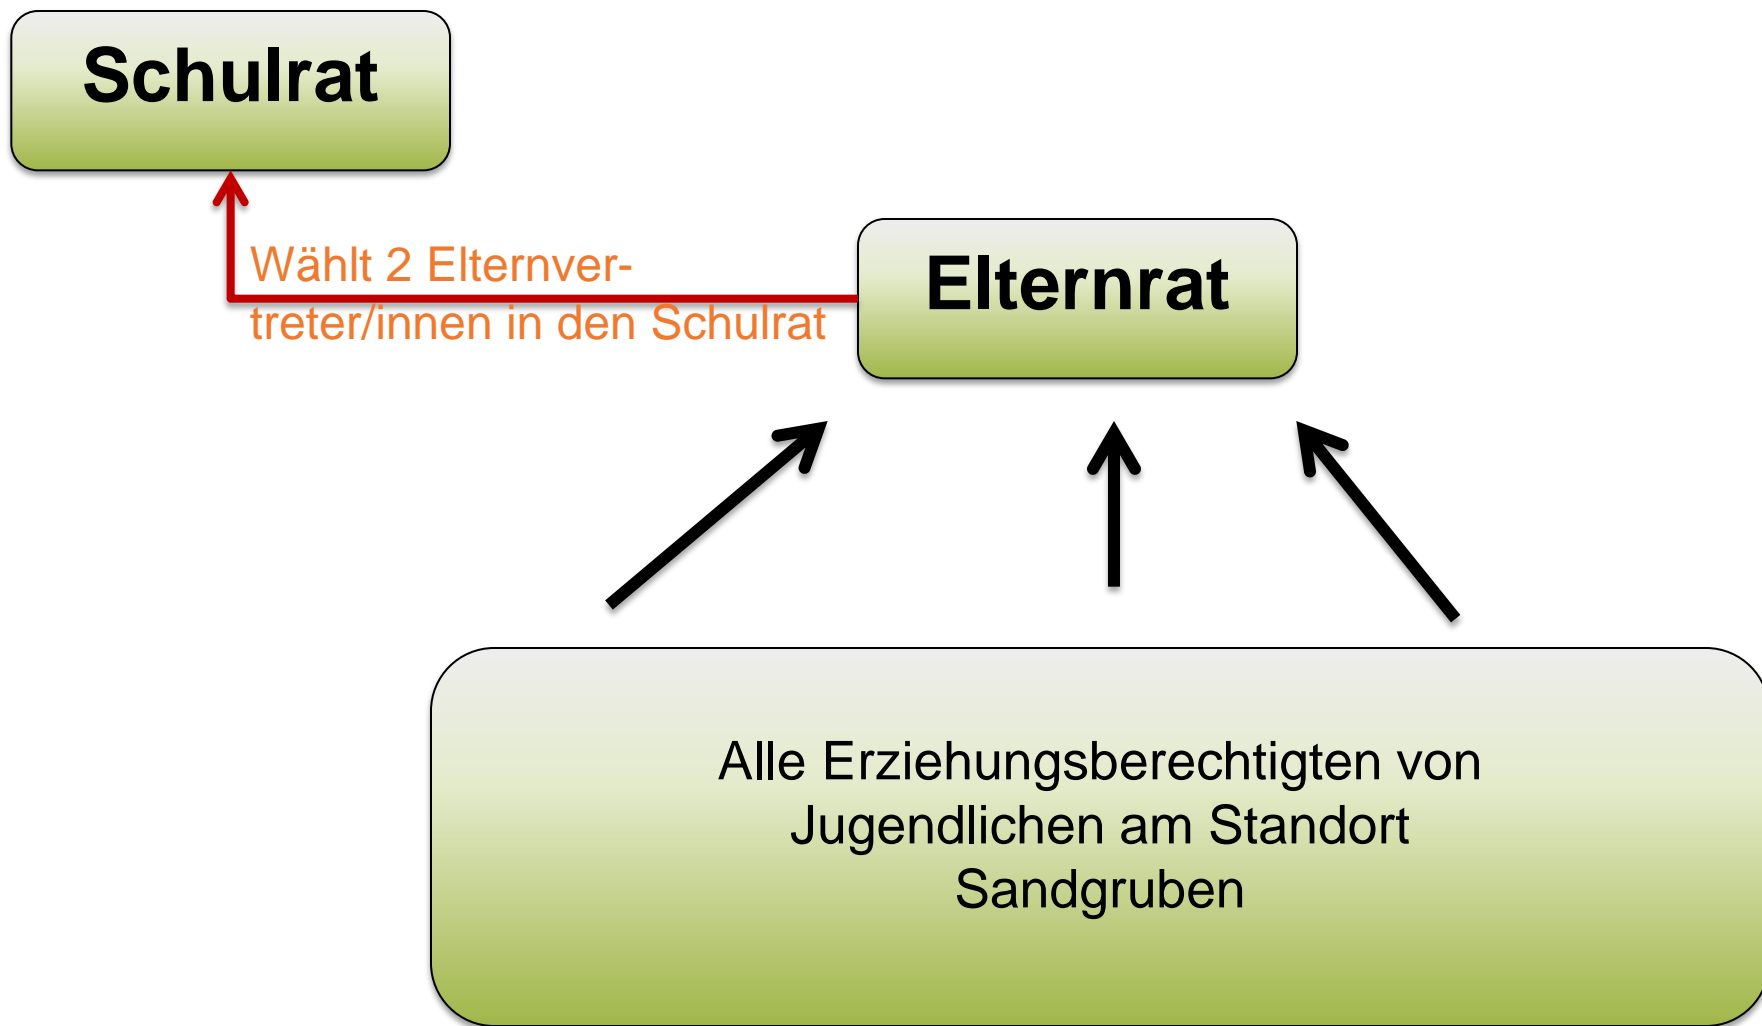 Schulrat
Wählt 2 Elternver-
treter/innen in den Schulrat
Elternrat
Alle Erziehungsberechtigten von
Jugendlichen am Standort
Sandgruben